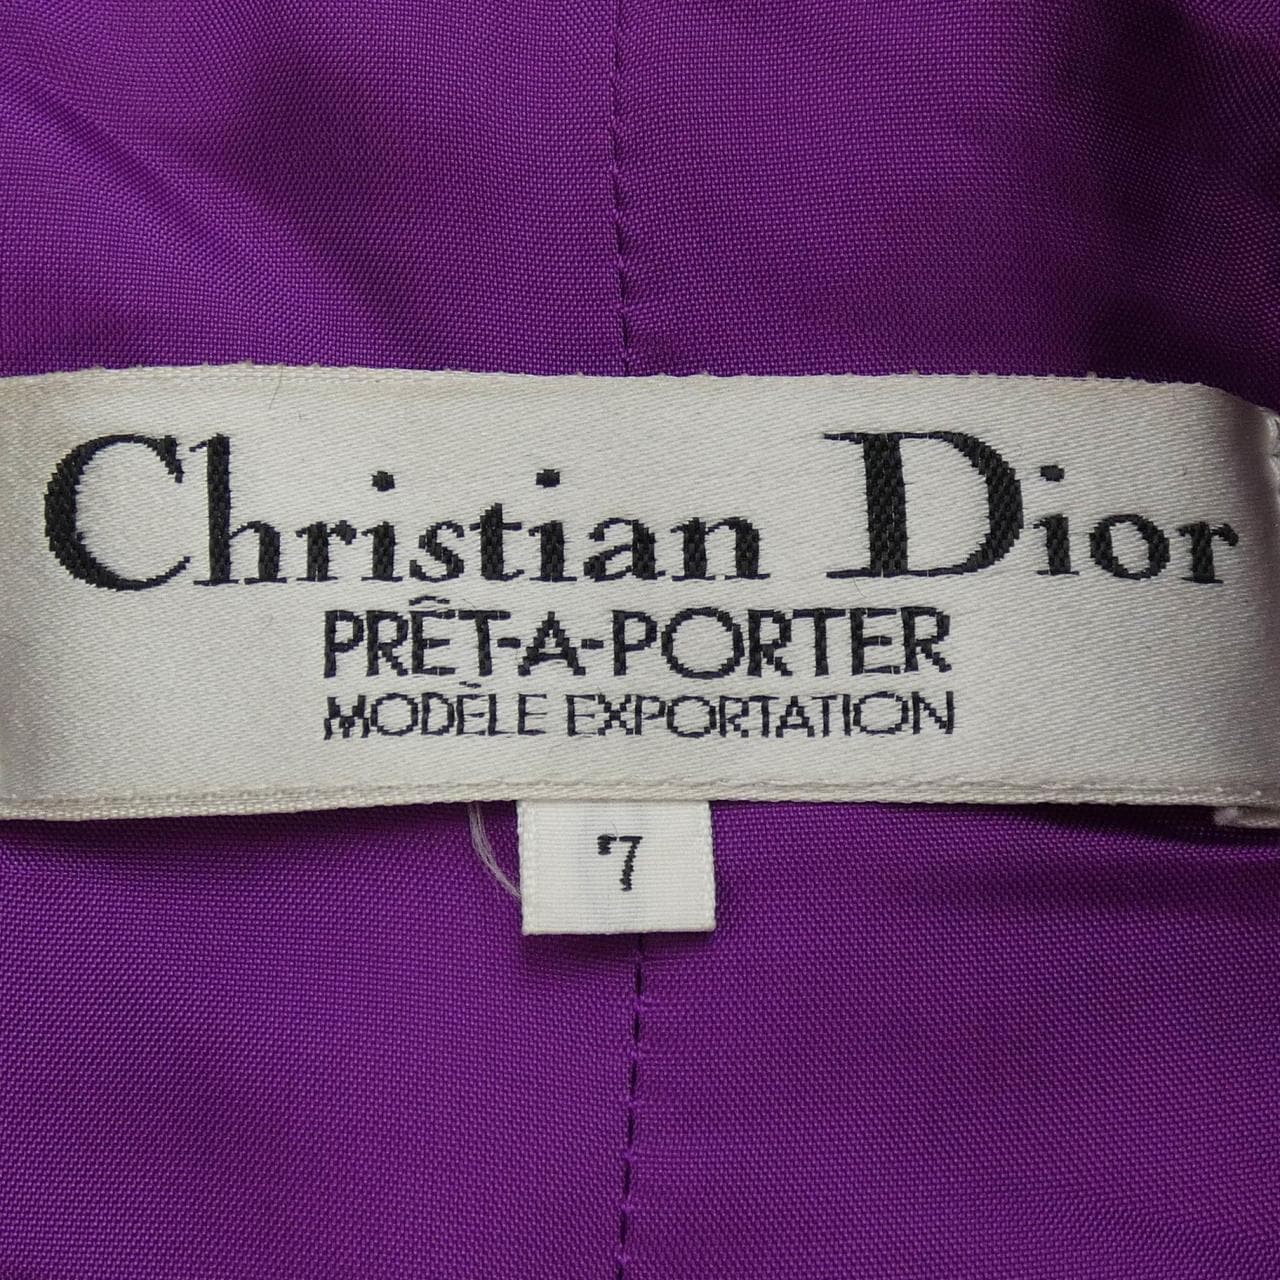 Christian Dior
PRÊT-A-PORTER
MODÈLE EXPORTATION
7